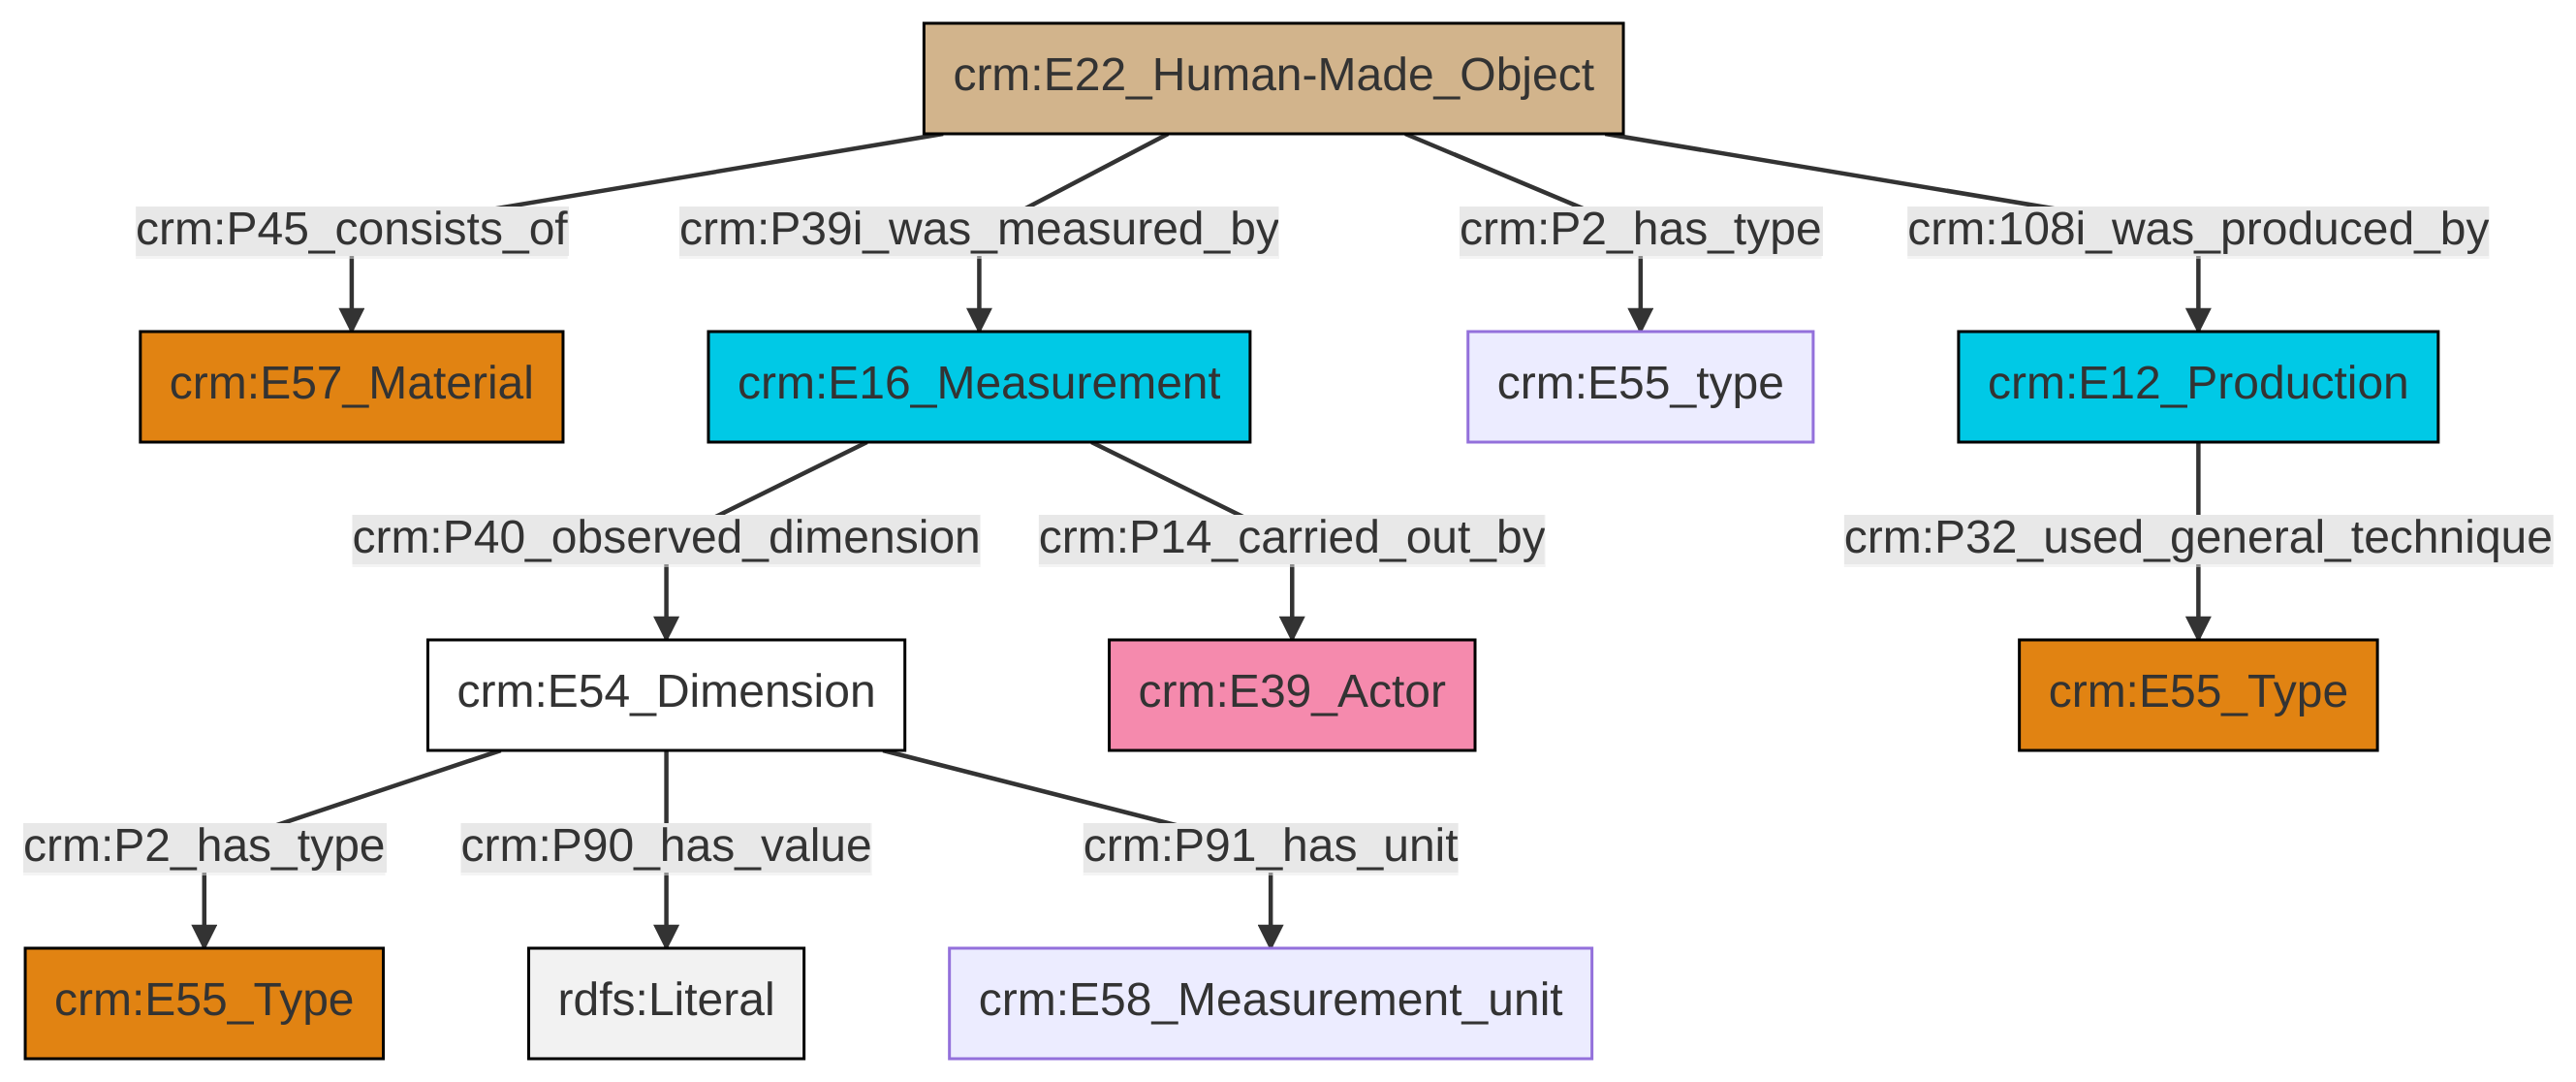 crm:E22_Human-Made_Object
crm:P45_consists_of
crm:P39i_was_measured_by
crm:P2_has_type
crm:108i_was_produced_by
crm:E57_Material
crm:E16_Measurement
crm:E55_type
crm:E12_Production
crm:P40_observed_dimension
crm:P14_carried_out_by
crm:P32_used_general_technique
crm:E54_Dimension
crm:E39_Actor
crm:E55_Type
crm:P2_has_type
crm:P90_has_value
crm:P91_has_unit
crm:E55_Type
rdfs:Literal
crm:E58_Measurement_unit